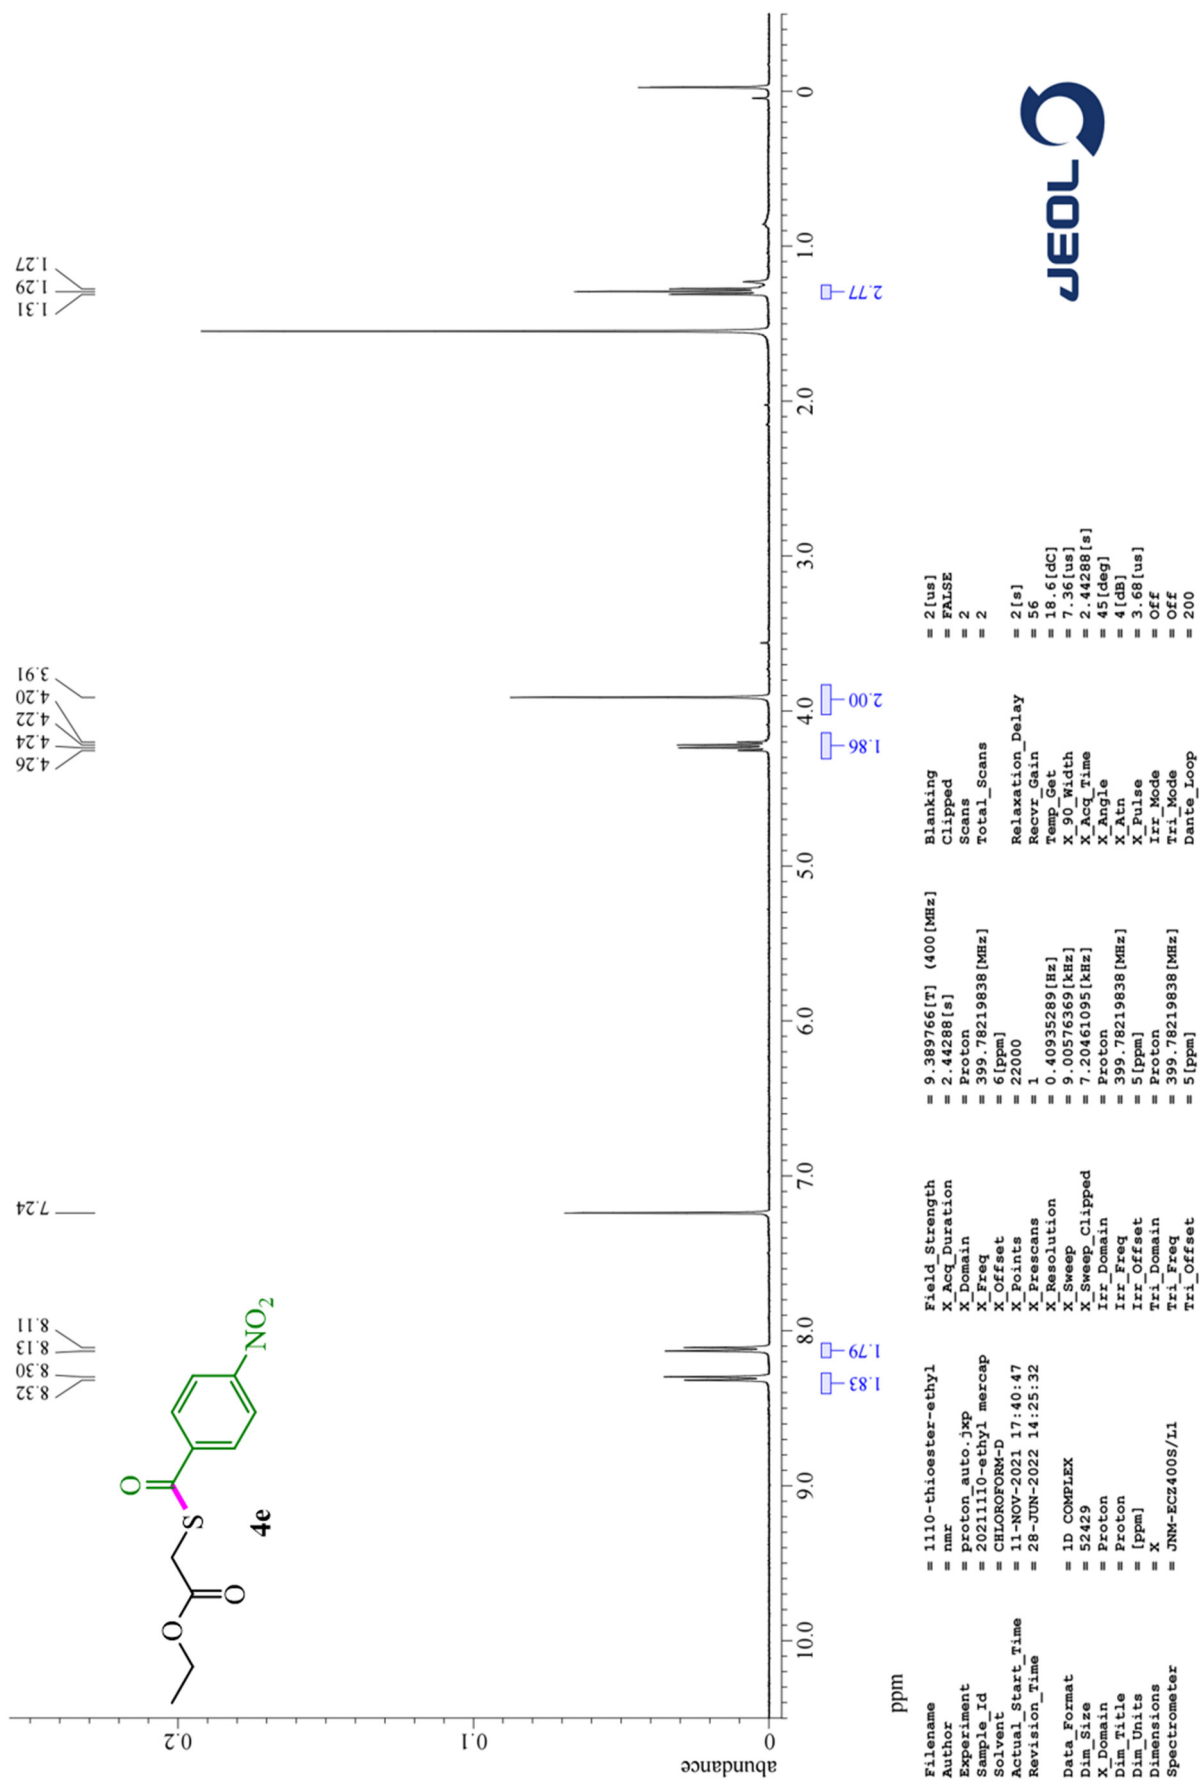 8.32
8.30
8.13
8.11
7.24
4.26
4.24
4.22
4.20
3.91
1.31
1.29
1.27
O
S
O
O
NO2
4e
abundance
0
0.1
0.2
1.83
1.79
1.86
2.00
2.77
10.0
9.0
8.0
7.0
6.0
5.0
4.0
3.0
2.0
1.0
0
ppm
JEOL
Filename = 1110-thioester-ethyl
Author = nmr
Experiment = proton_auto.jxp
Sample_Id = 20211110-ethyl mercap
Solvent = CHLOROFORM-D
Actual_Start_Time = 11-NOV-2021 17:40:47
Revision_Time = 28-JUN-2022 14:25:32
Data_Format = 1D COMPLEX
Dim_Size = 52429
X_Domain = Proton
Dim_Title = Proton
Dim_Units = [ppm]
Dimensions = X
Spectrometer = JNM-ECZ400S/L1
Field_Strength = 9.389766[T] (400[MHz]
X_Acq_Duration = 2.44288[s]
X_Domain = Proton
X_Freq = 399.78219838[MHz]
X_Offset = 6[ppm]
X_Points = 22000
X_Prescans = 1
X_Resolution = 0.40935289[Hz]
X_Sweep = 9.00576369[kHz]
X_Sweep_Clipped = 7.20461095[kHz]
Irr_Domain = Proton
Irr_Freq = 399.78219838[MHz]
Irr_Offset = 5[ppm]
Tri_Domain = Proton
Tri_Freq = 399.78219838[MHz]
Tri_Offset = 5[ppm]
Blanking = 2[us]
Clipped = FALSE
Scans = 2
Total_Scans = 2
Relaxation_Delay = 2[s]
Recvr_Gain = 56
Temp_Get = 18.6[dC]
X_90_Width = 7.36[us]
X_Acq_Time = 2.44288[s]
X_Angle = 45[deg]
X_Atn = 4[dB]
X_Pulse = 3.68[us]
Irr_Mode = Off
Tri_Mode = Off
Dante_Loop = 200